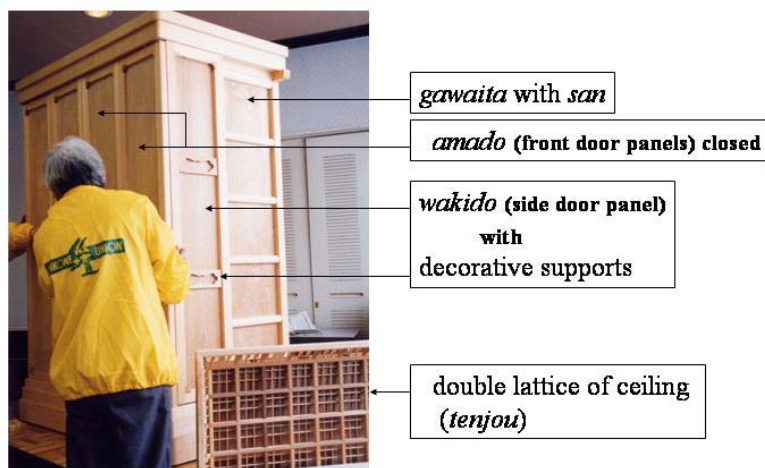 gawaita with san
amado (front door panels) closed
wakido (side door panel)
with
decorative supports
double lattice of ceiling
(tenjou)
UNION